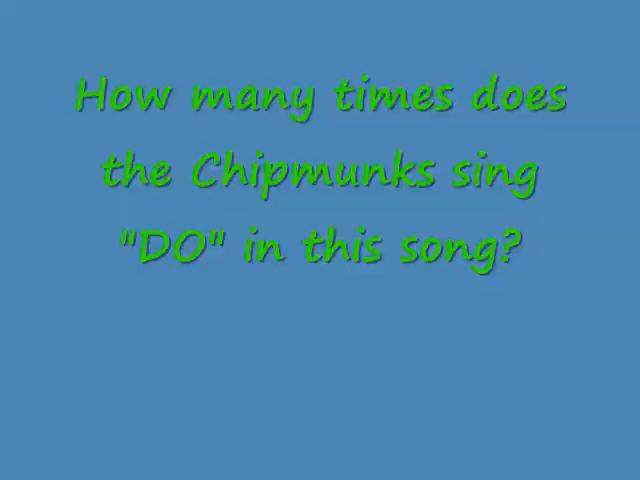 How many times does
the Chipmunks sing
"DO" in this song?